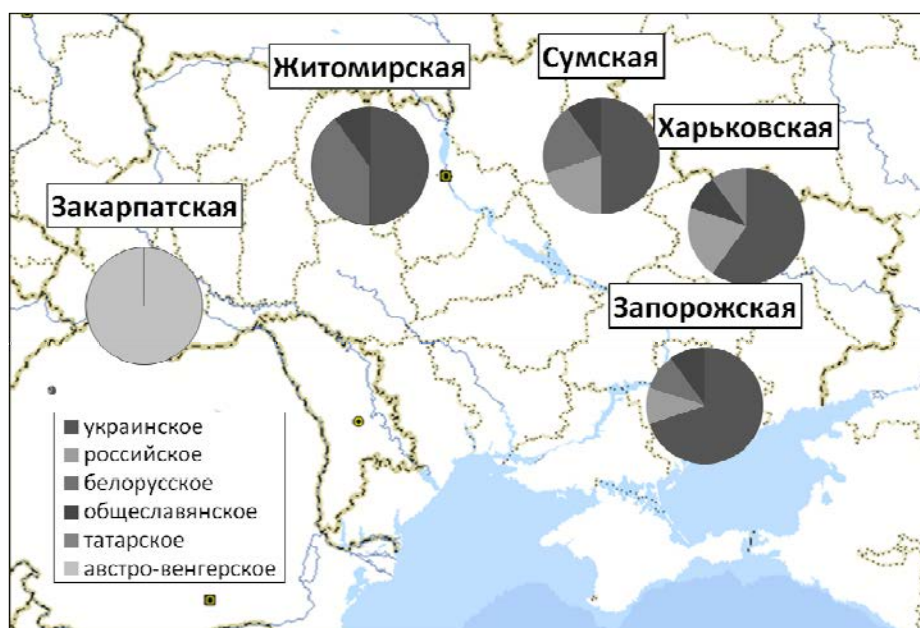 Житомирская
Сумская
Харьковская
Закарпатская
Запорожская
украинское
российское
белорусское
общеславянское
татарское
австро-венгерское